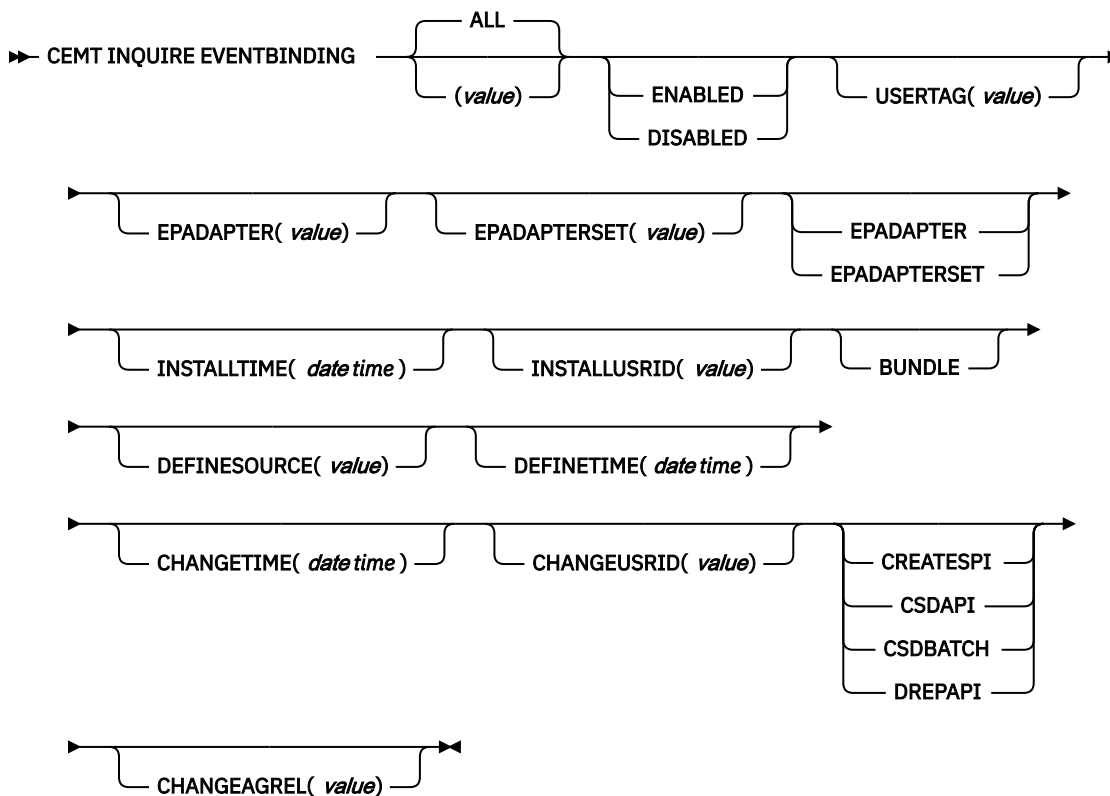 ALL
CEMT INQUIRE EVENTBINDING
(value)
ENABLED
DISABLED
USERTAG( value)
EPADAPTER( value)
EPADAPTERSET( value)
EPADAPTER
EPADAPTERSET
INSTALLTIME( date time )
INSTALLUSRID( value)
BUNDLE
DEFINESOURCE( value)
DEFINETIME( date time )
CHANGETIME( date time )
CHANGEUSRID( value)
CREATESPI
CSDAPI
CSDBATCH
DREPAPI
CHANGEAGREL( value)